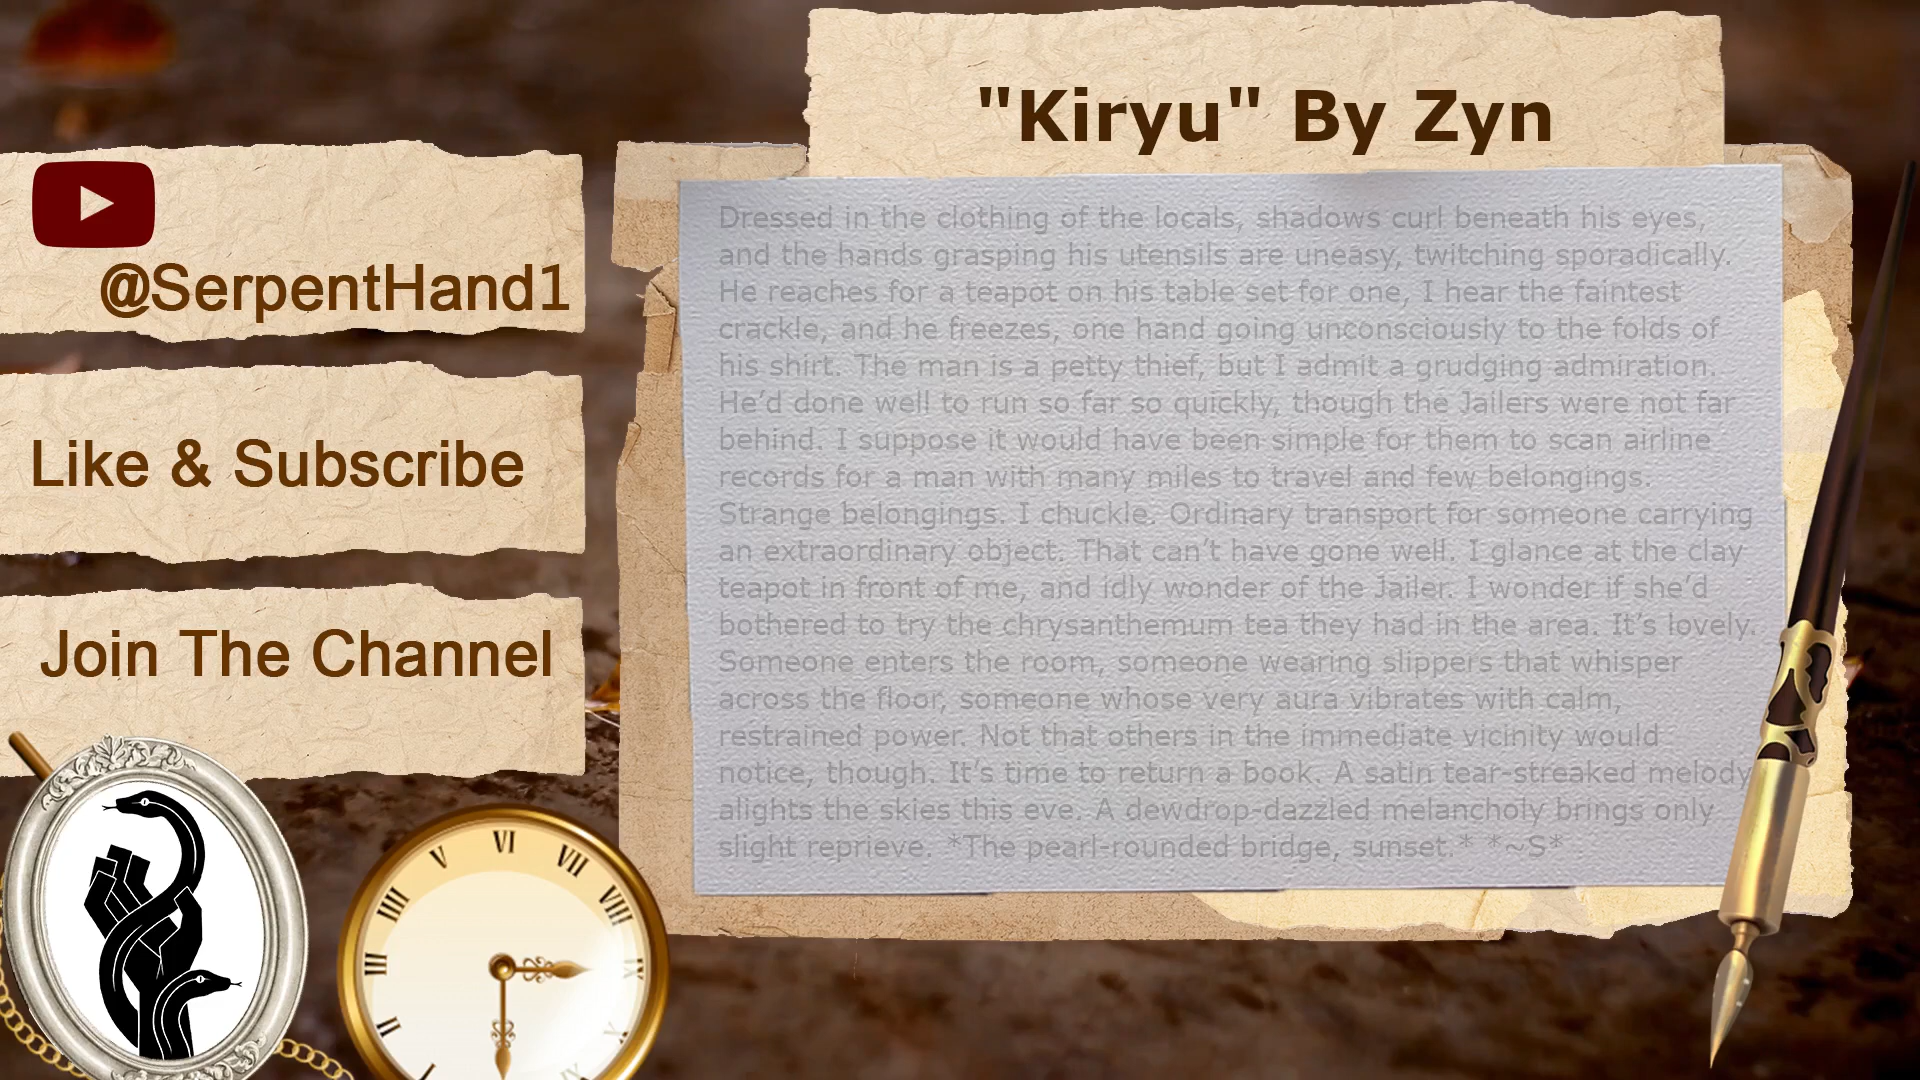 "Kiryu" By Zyn
@SerpentHand1
Like & Subscribe
Join The Channel
Dressed in the clothing of the locals, shadows curl beneath his eyes,
and the hands grasping his utensils are uneasy, twitching sporadically.
He reaches for a teapot on his table set for one, I hear the faintest
crackle, and he freezes, one hand going unconsciously to the folds of
his shirt. The man is a petty thief, but I admit a grudging admiration.
He’d done well to run so far so quickly, though the Jailers were not far
behind. I suppose it would have been simple for them to scan airline
records for a man with many miles to travel and few belongings.
Strange belongings. I chuckle. Ordinary transport for someone carrying
an extraordinary object. That can’t have gone well. I glance at the clay
teapot in front of me, and idly wonder of the Jailer. I wonder if she’d
bothered to try the chrysanthemum tea they had in the area. It’s lovely.
Someone enters the room, someone wearing slippers that whisper
across the floor, someone whose very aura vibrates with calm,
restrained power. Not that others in the immediate vicinity would
notice, though. It’s time to return a book. A satin tear-streaked melody
alights the skies this eve. A dewdrop-dazzled melancholy brings only
slight reprieve. *The pearl-rounded bridge, sunset.* *~S*
II III IIII V VI VII VIII IX X XI